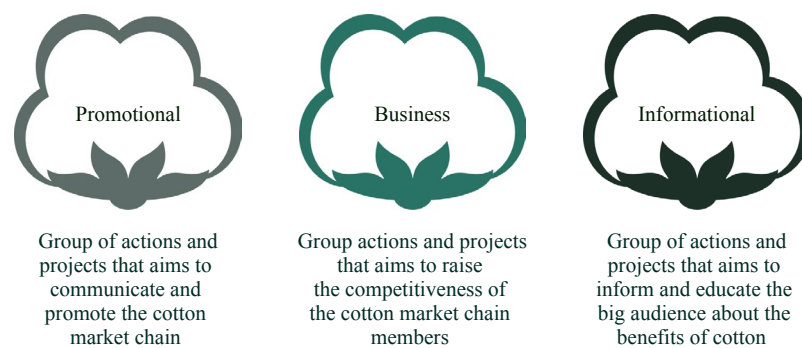 Promotional
Group of actions and
projects that aims to
communicate and
promote the cotton
market chain
Business
Group actions and projects
that aims to raise
the competitiveness of
the cotton market chain
members
Informational
Group of actions and
projects that aims to
inform and educate the
big audience about the
benefits of cotton